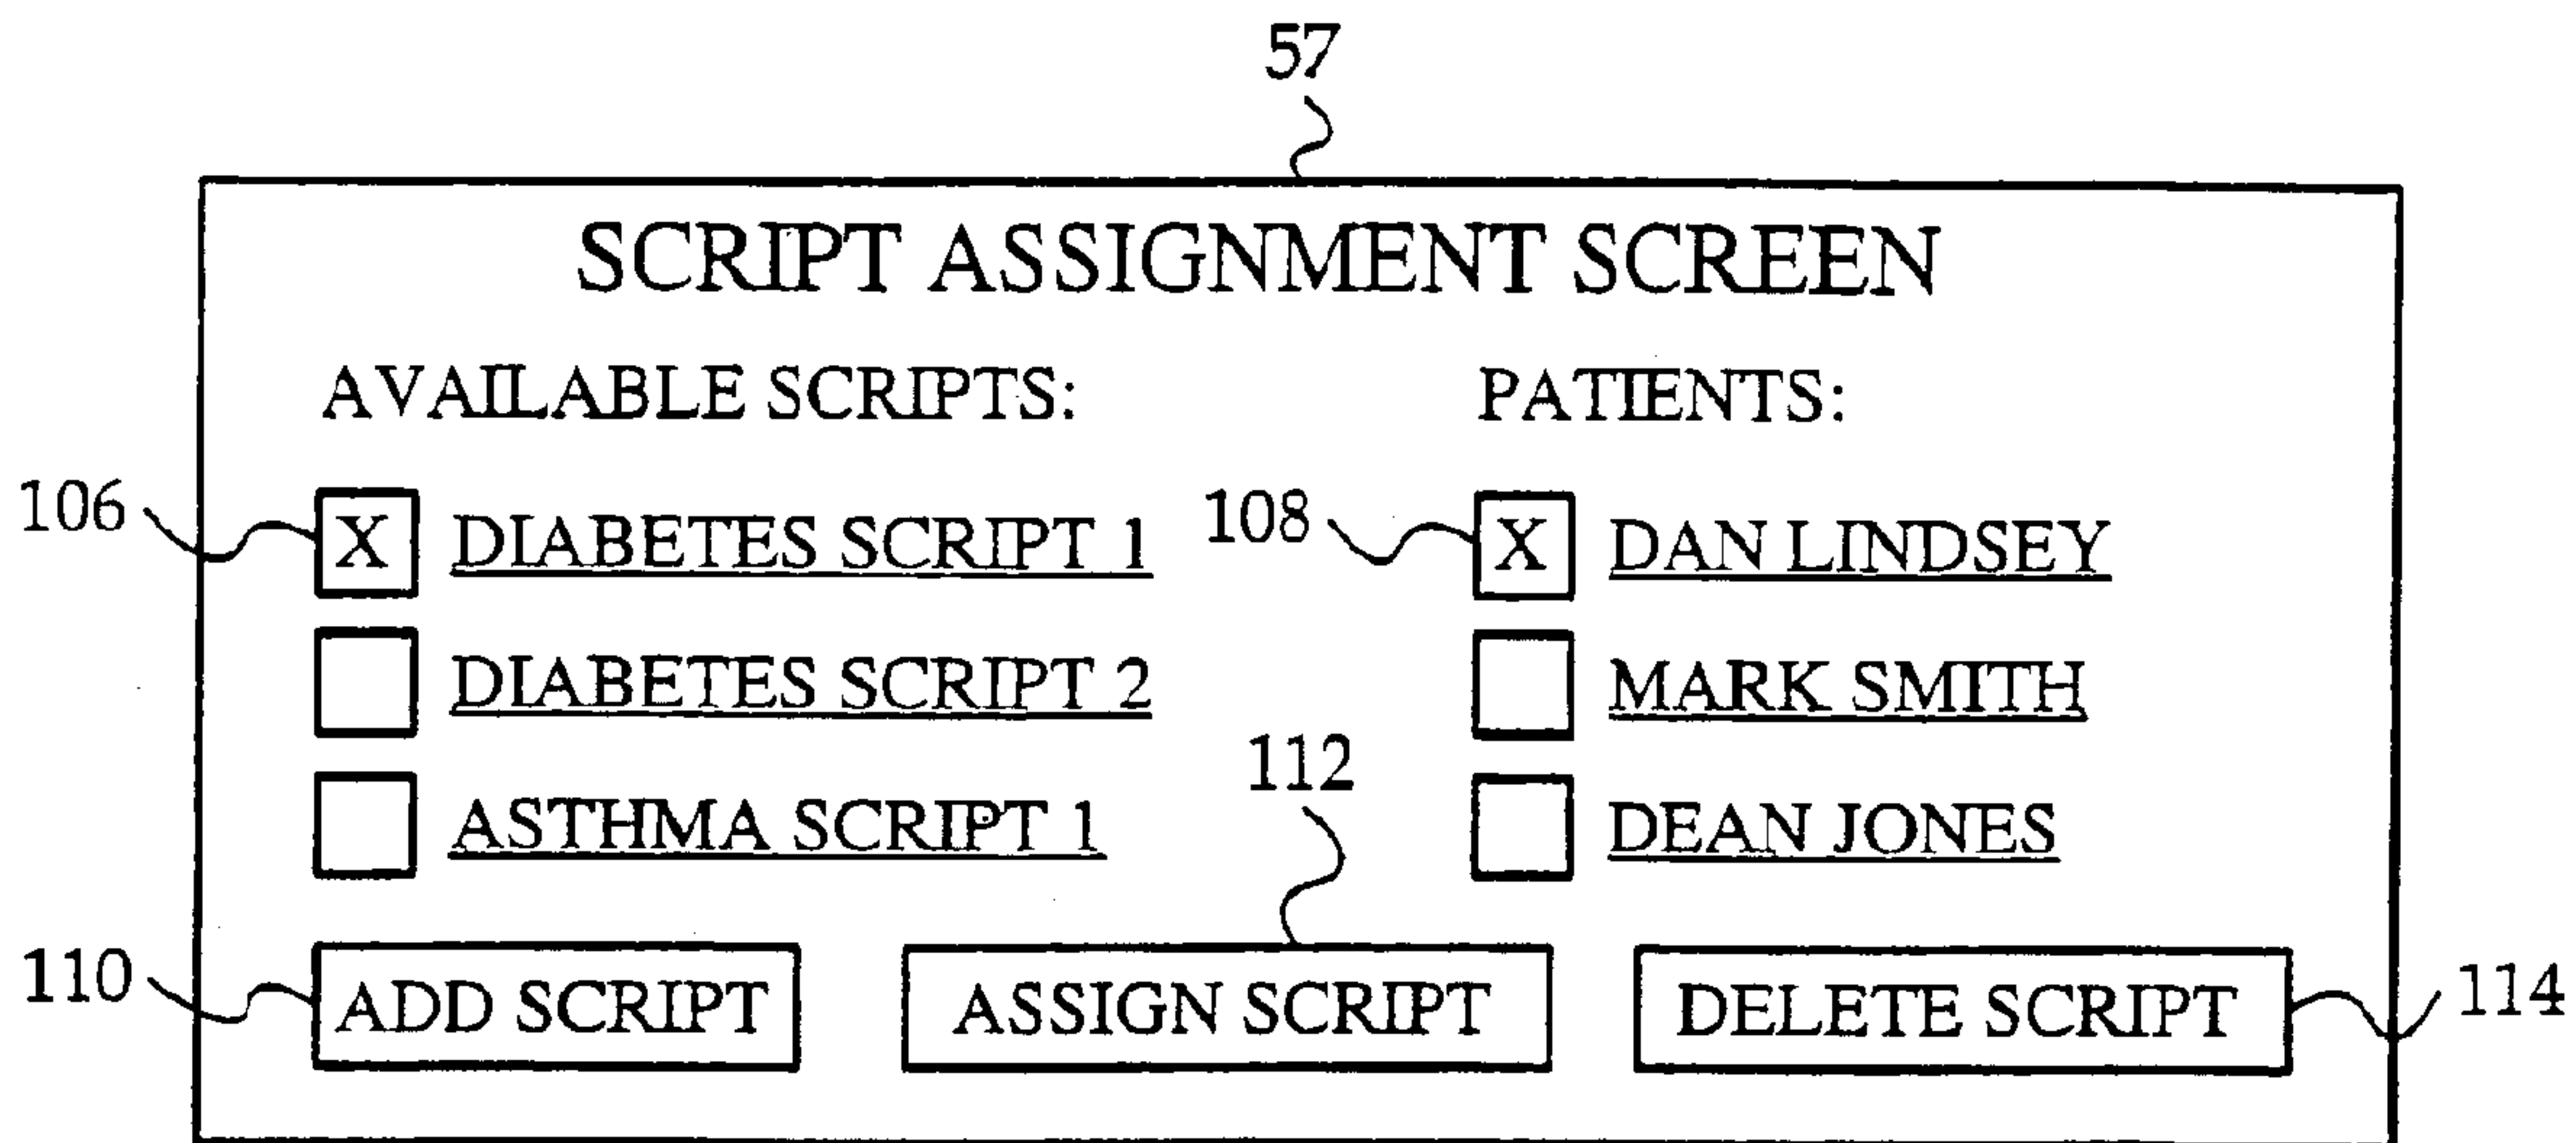 57
SCRIPT ASSIGNMENT SCREEN
AVAILABLE SCRIPTS: PATIENTS:
106 X DIABETES SCRIPT 1 108 X DAN LINDSEY
DIABETES SCRIPT 2 MARK SMITH
112
ASTHMA SCRIPT 1 DEAN JONES
110 ADD SCRIPT ASSIGN SCRIPT DELETE SCRIPT 114